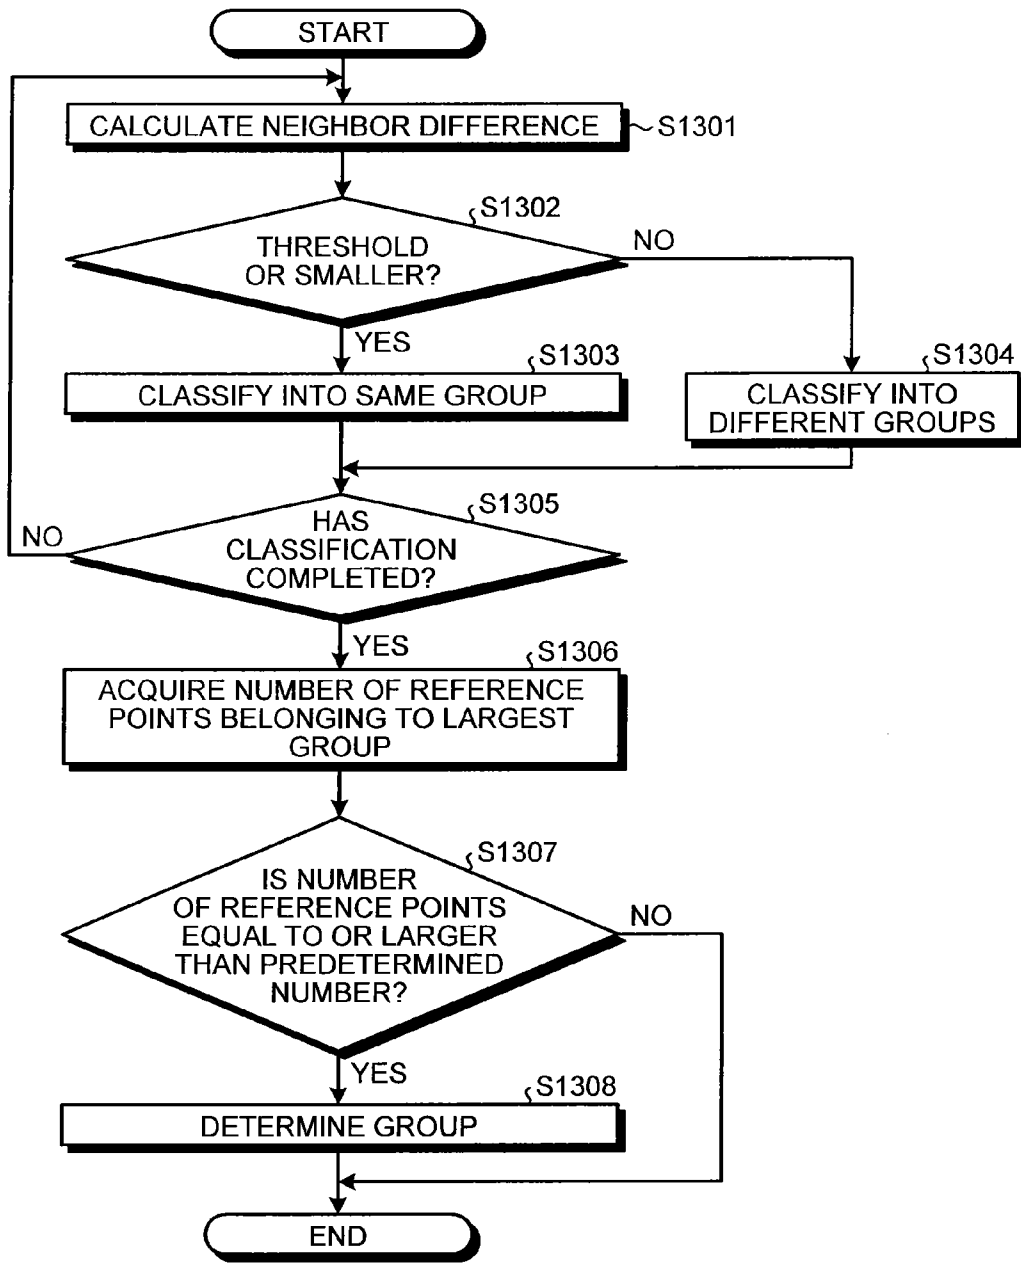 START
CALCULATE NEIGHBOR DIFFERENCE
S1301
S1302
THRESHOLD
OR SMALLER?
NO
YES
S1303
CLASSIFY INTO SAME GROUP
S1304
CLASSIFY INTO
DIFFERENT GROUPS
S1305
HAS
CLASSIFICATION
COMPLETED?
NO
YES
S1306
ACQUIRE NUMBER OF REFERENCE
POINTS BELONGING TO LARGEST
GROUP
S1307
IS NUMBER
OF REFERENCE POINTS
EQUAL TO OR LARGER
THAN PREDETERMINED
NUMBER?
NO
YES
S1308
DETERMINE GROUP
END